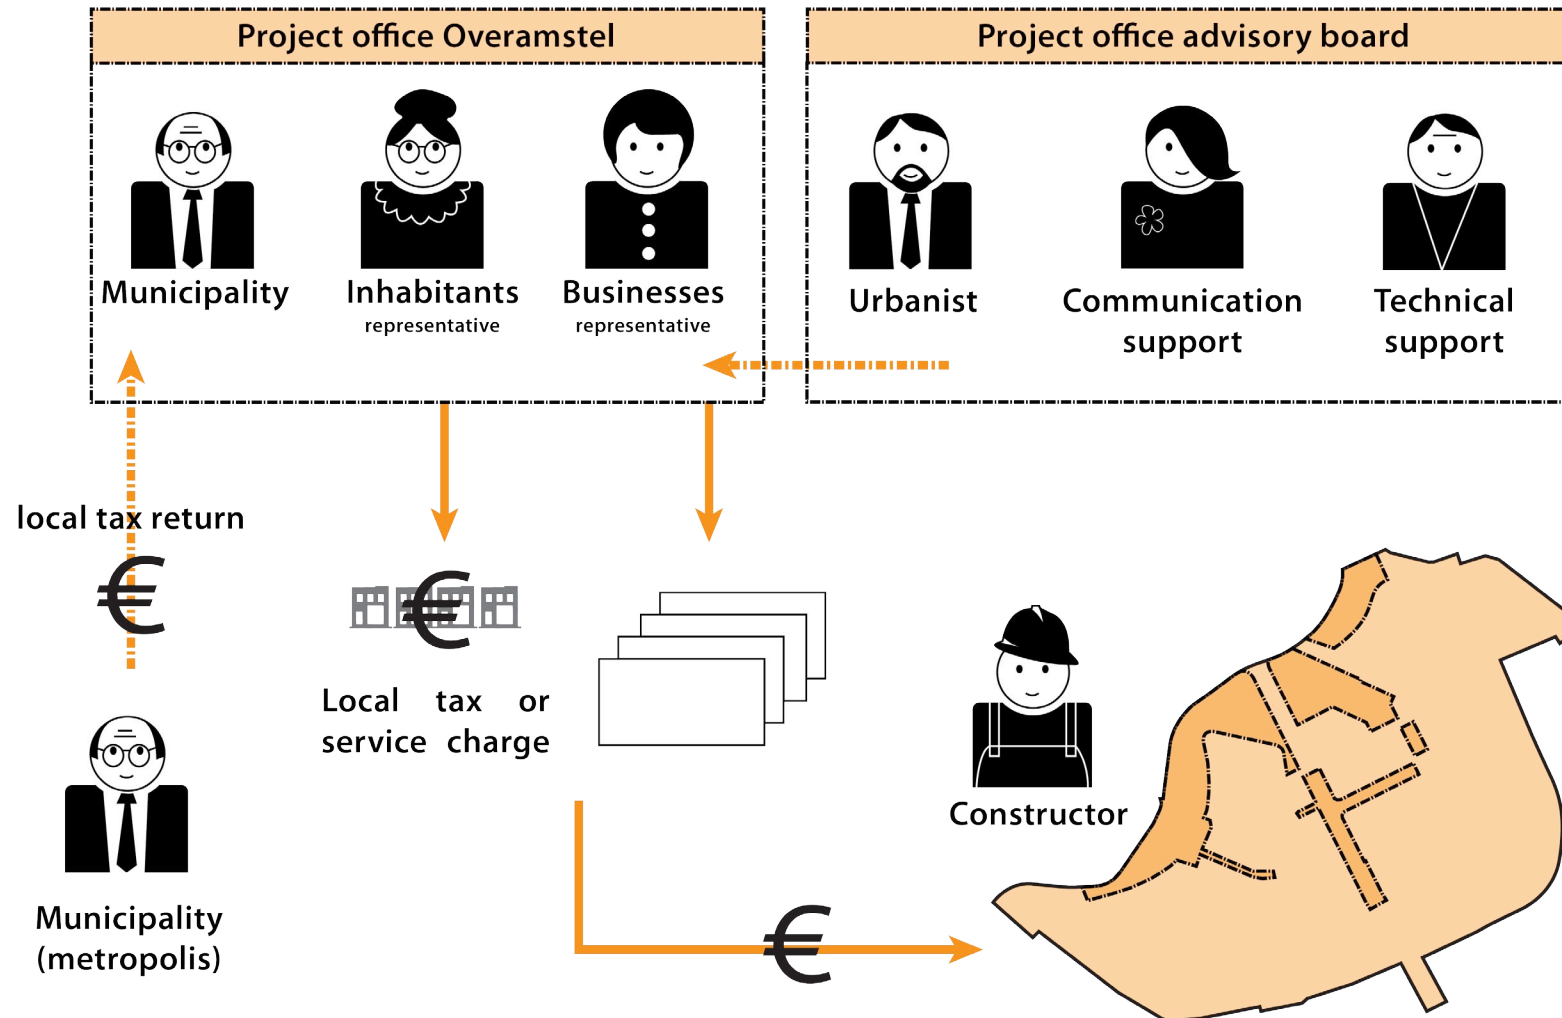 Project office Overamstel
Project office advisory board
Municipality
Inhabitants
representative
Businesses
representative
Urbanist
Communication
support
Technical
support
local tax return
€
€
Local tax or
service charge
Constructor
Municipality
(metropolis)
€